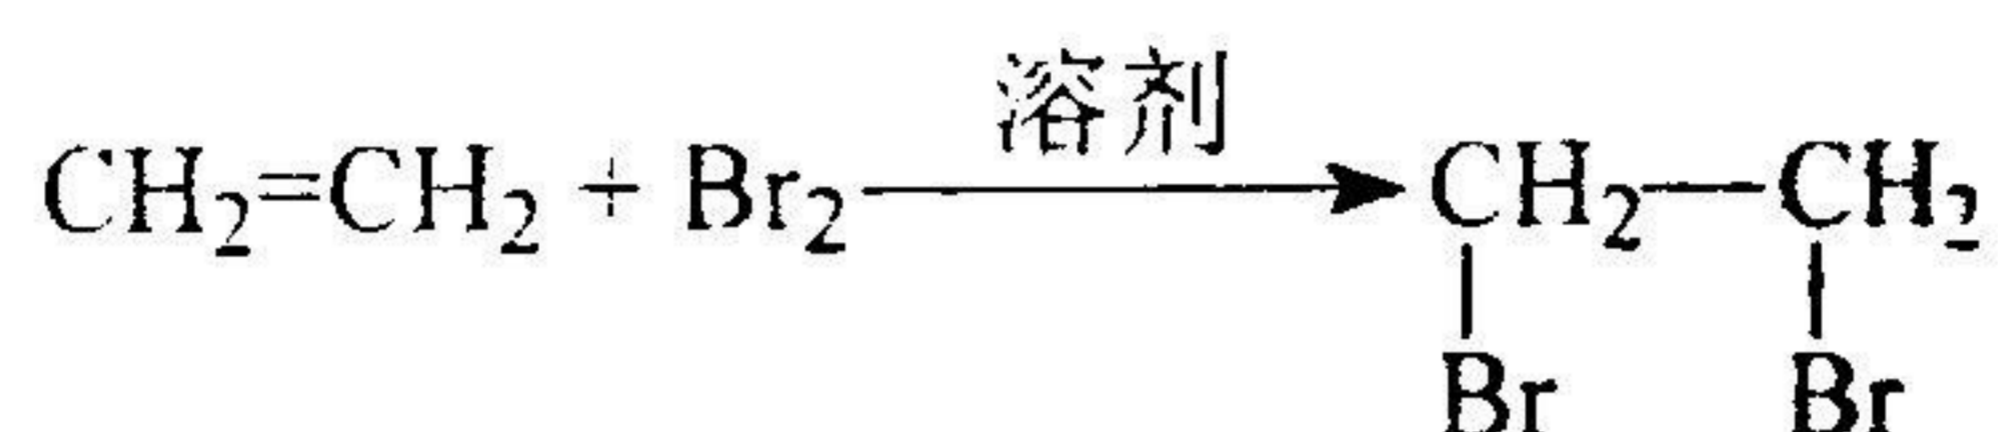 溶剂
CH₂=CH₂ + Br₂ → CH₂—CH₂
Br Br